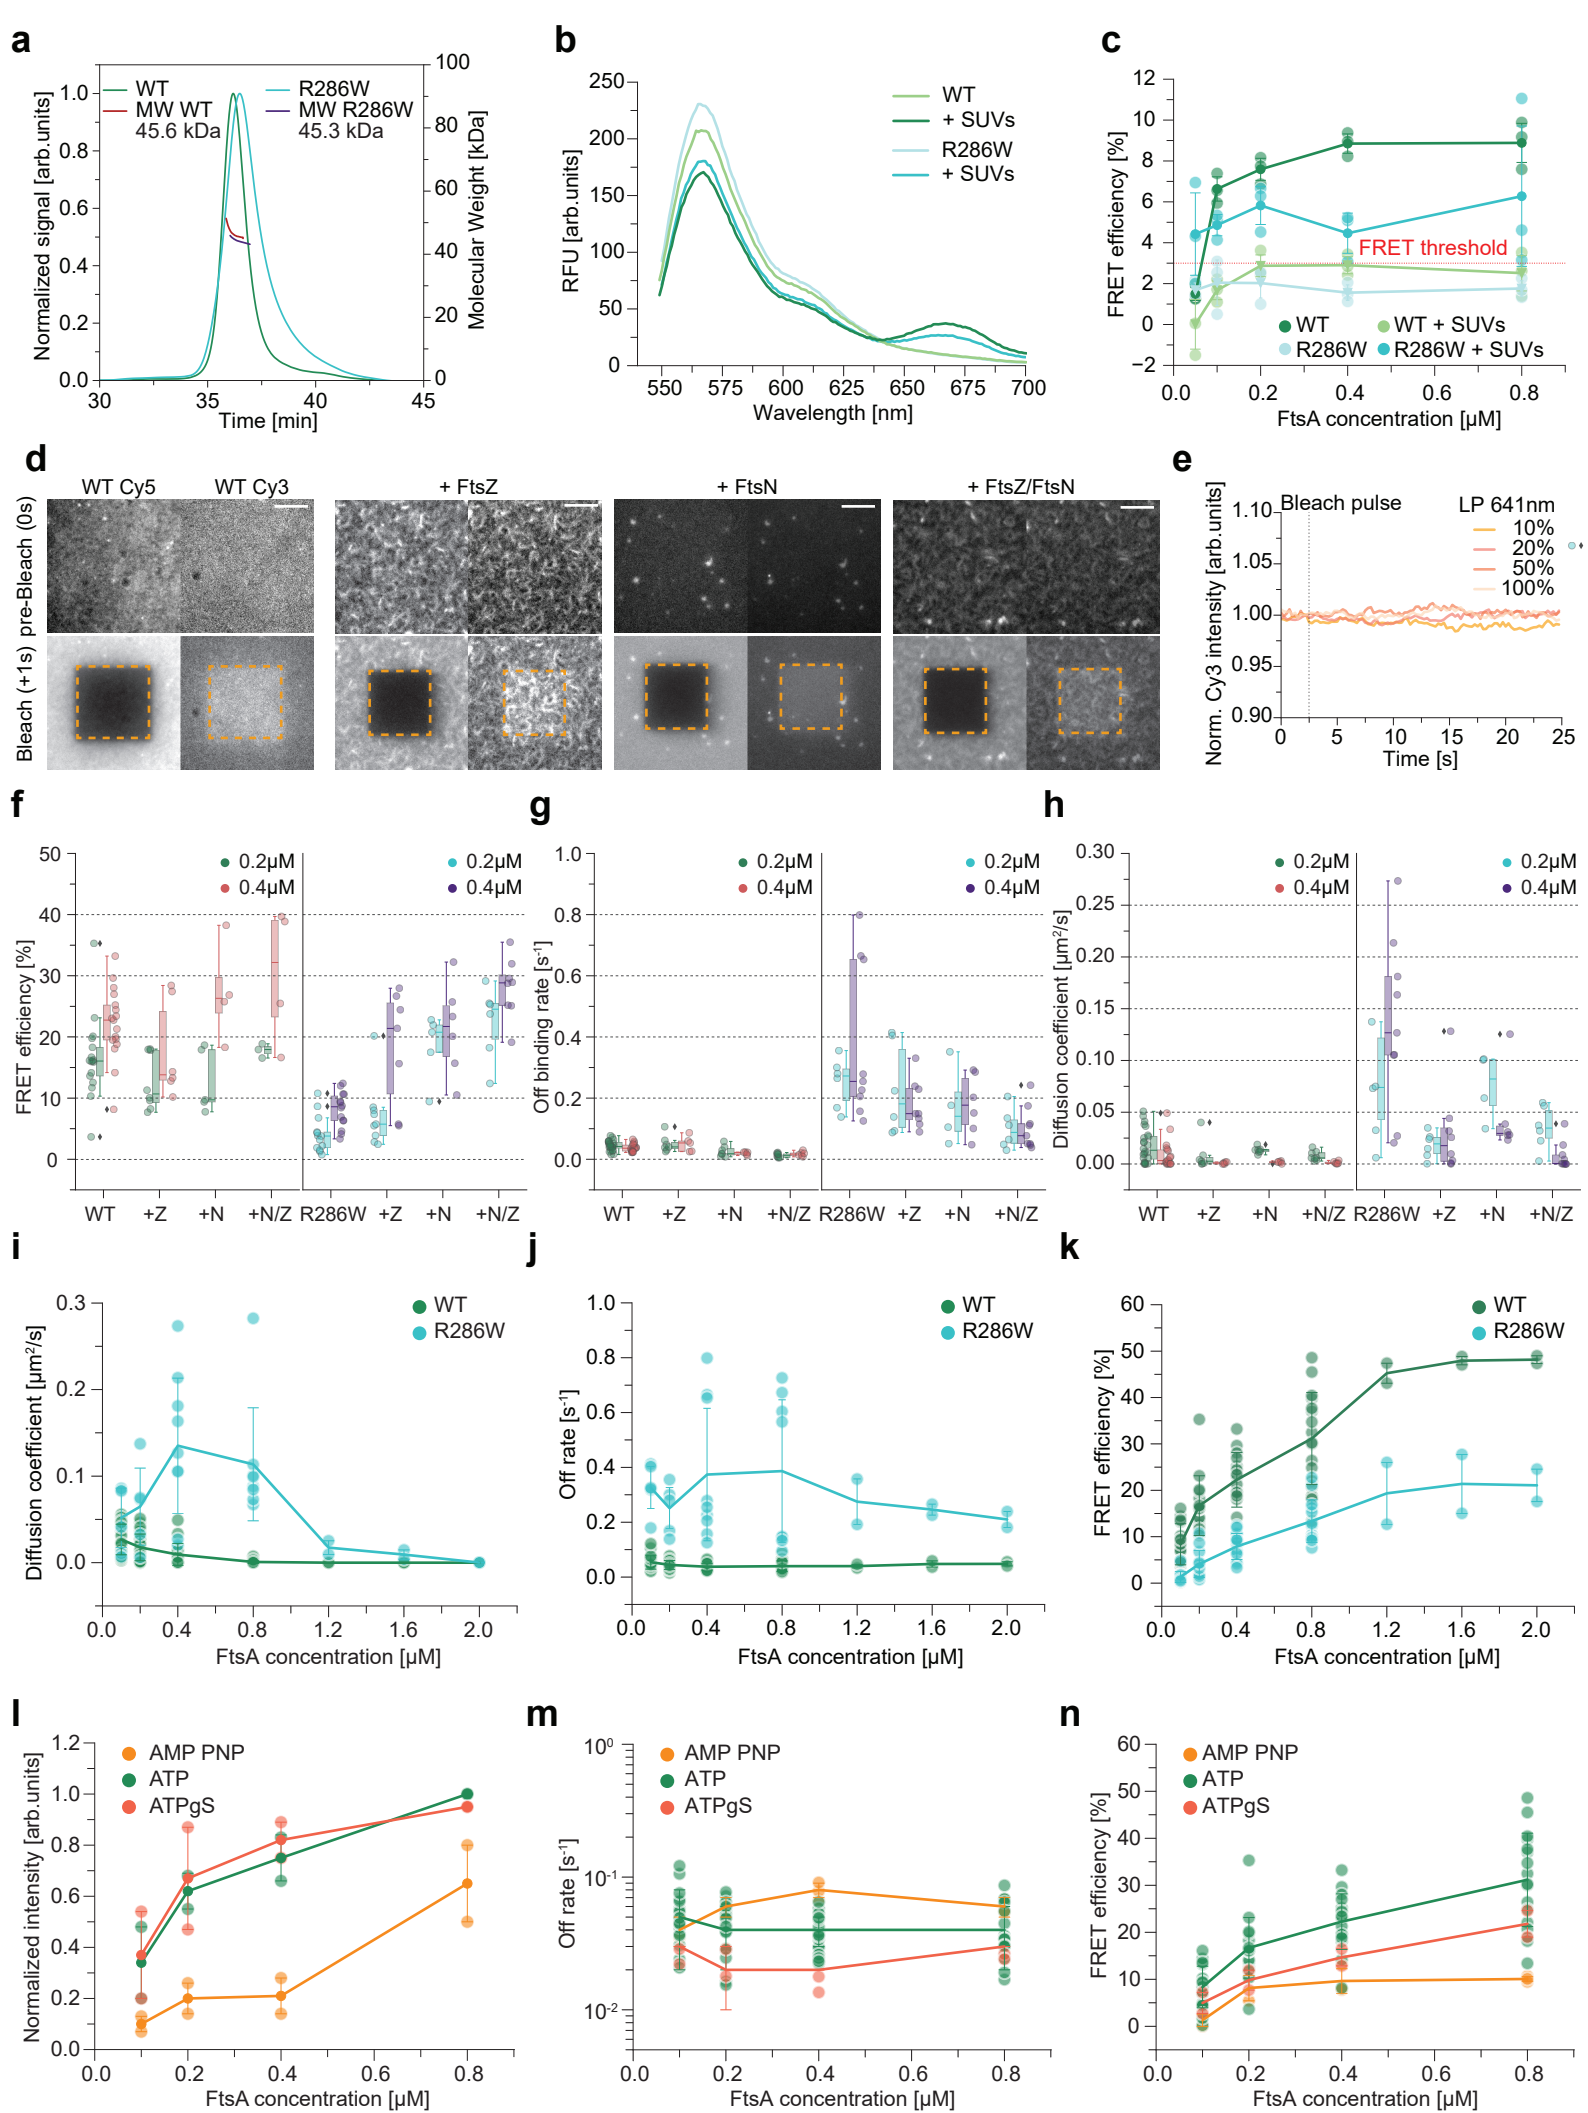 a
WT
MW WT
45.6 kDa
R286W
MW R286W
45.3 kDa
Normalized signal [arb.units]
Molecular Weight [kDa]
1.0
0.8
0.6
0.4
0.2
0.0
100
80
60
40
20
0
30
35
40
45
Time [min]
b
WT
+ SUVs
R286W
+ SUVs
RFU [arb.units]
250
200
150
100
50
0
550
575
600
625
650
675
700
Wavelength [nm]
c
FRET efficiency [%]
12
10
8
6
4
2
0
−2
FRET threshold
WT
WT + SUVs
R286W
R286W + SUVs
0.0
0.2
0.4
0.6
0.8
FtsA concentration [µM]
d
WT Cy5
WT Cy3
+ FtsZ
+ FtsN
+ FtsZ/FtsN
pre-Bleach (0s)
Bleach (+1s)
e
Norm. Cy3 intensity [arb.units]
1.10
1.05
1.00
0.95
0.90
Bleach pulse
LP 641nm
10%
20%
50%
100%
0
5
10
15
20
25
Time [s]
f
FRET efficiency [%]
50
40
30
20
10
0
0.2µM
0.4µM
0.2µM
0.4µM
WT
+Z
+N
+N/Z
R286W
+Z
+N
+N/Z
g
Off binding rate [s⁻¹]
1.0
0.8
0.6
0.4
0.2
0.0
0.2µM
0.4µM
0.2µM
0.4µM
WT
+Z
+N
+N/Z
R286W
+Z
+N
+N/Z
h
Diffusion coefficient [µm²/s]
0.30
0.25
0.20
0.15
0.10
0.05
0.00
0.2µM
0.4µM
0.2µM
0.4µM
WT
+Z
+N
+N/Z
R286W
+Z
+N
+N/Z
i
Diffusion coefficient [µm²/s]
0.3
0.2
0.1
0.0
WT
R286W
0.0
0.4
0.8
1.2
1.6
2.0
FtsA concentration [µM]
j
Off rate [s⁻¹]
1.0
0.8
0.6
0.4
0.2
0.0
WT
R286W
0.0
0.4
0.8
1.2
1.6
2.0
FtsA concentration [µM]
k
FRET efficiency [%]
60
50
40
30
20
10
0
WT
R286W
0.0
0.4
0.8
1.2
1.6
2.0
FtsA concentration [µM]
l
Normalized intensity [arb.units]
1.2
1.0
0.8
0.6
0.4
0.2
0.0
AMP PNP
ATP
ATPgS
0.0
0.2
0.4
0.6
0.8
FtsA concentration [µM]
m
Off rate [s⁻¹]
10⁰
10⁻¹
10⁻²
AMP PNP
ATP
ATPgS
0.0
0.2
0.4
0.6
0.8
FtsA concentration [µM]
n
FRET efficiency [%]
60
50
40
30
20
10
0
AMP PNP
ATP
ATPgS
0.0
0.2
0.4
0.6
0.8
FtsA concentration [µM]